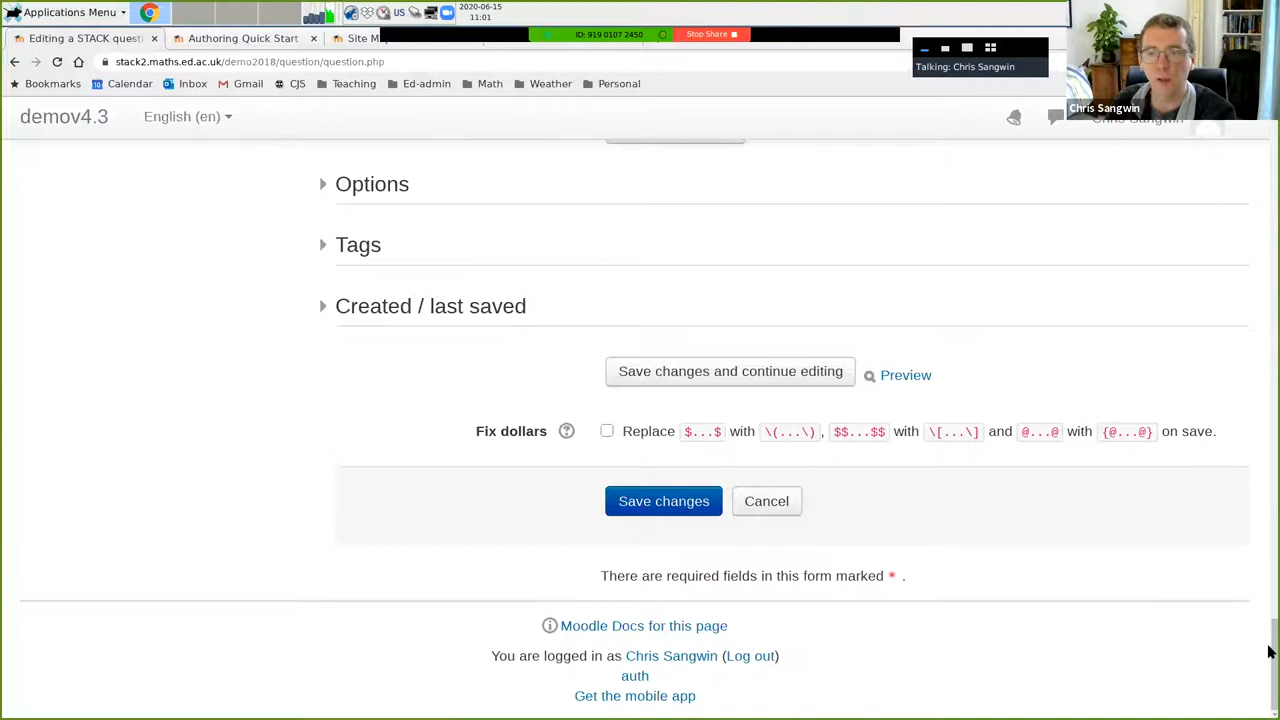 Applications Menu
US
2020-06-15
11:01
Editing a STACK quest
Authoring Quick Start
Site M
ID: 919 0107 2450
Stop Share
stack2.maths.ed.ac.uk/demo2018/question/question.php
Talking: Chris Sangwin
Bookmarks
Calendar
Inbox
Gmail
CJS
Teaching
Ed-admin
Math
Weather
Personal
Chris Sangwin
demov4.3
English (en)
Chris Sangwin
Options
Tags
Created / last saved
Save changes and continue editing
Preview
Fix dollars
Replace $...$ with \(...\), $$...$$ with \[...\] and @...@ with {@...@} on save.
Save changes
Cancel
There are required fields in this form marked * .
Moodle Docs for this page
You are logged in as Chris Sangwin (Log out)
auth
Get the mobile app